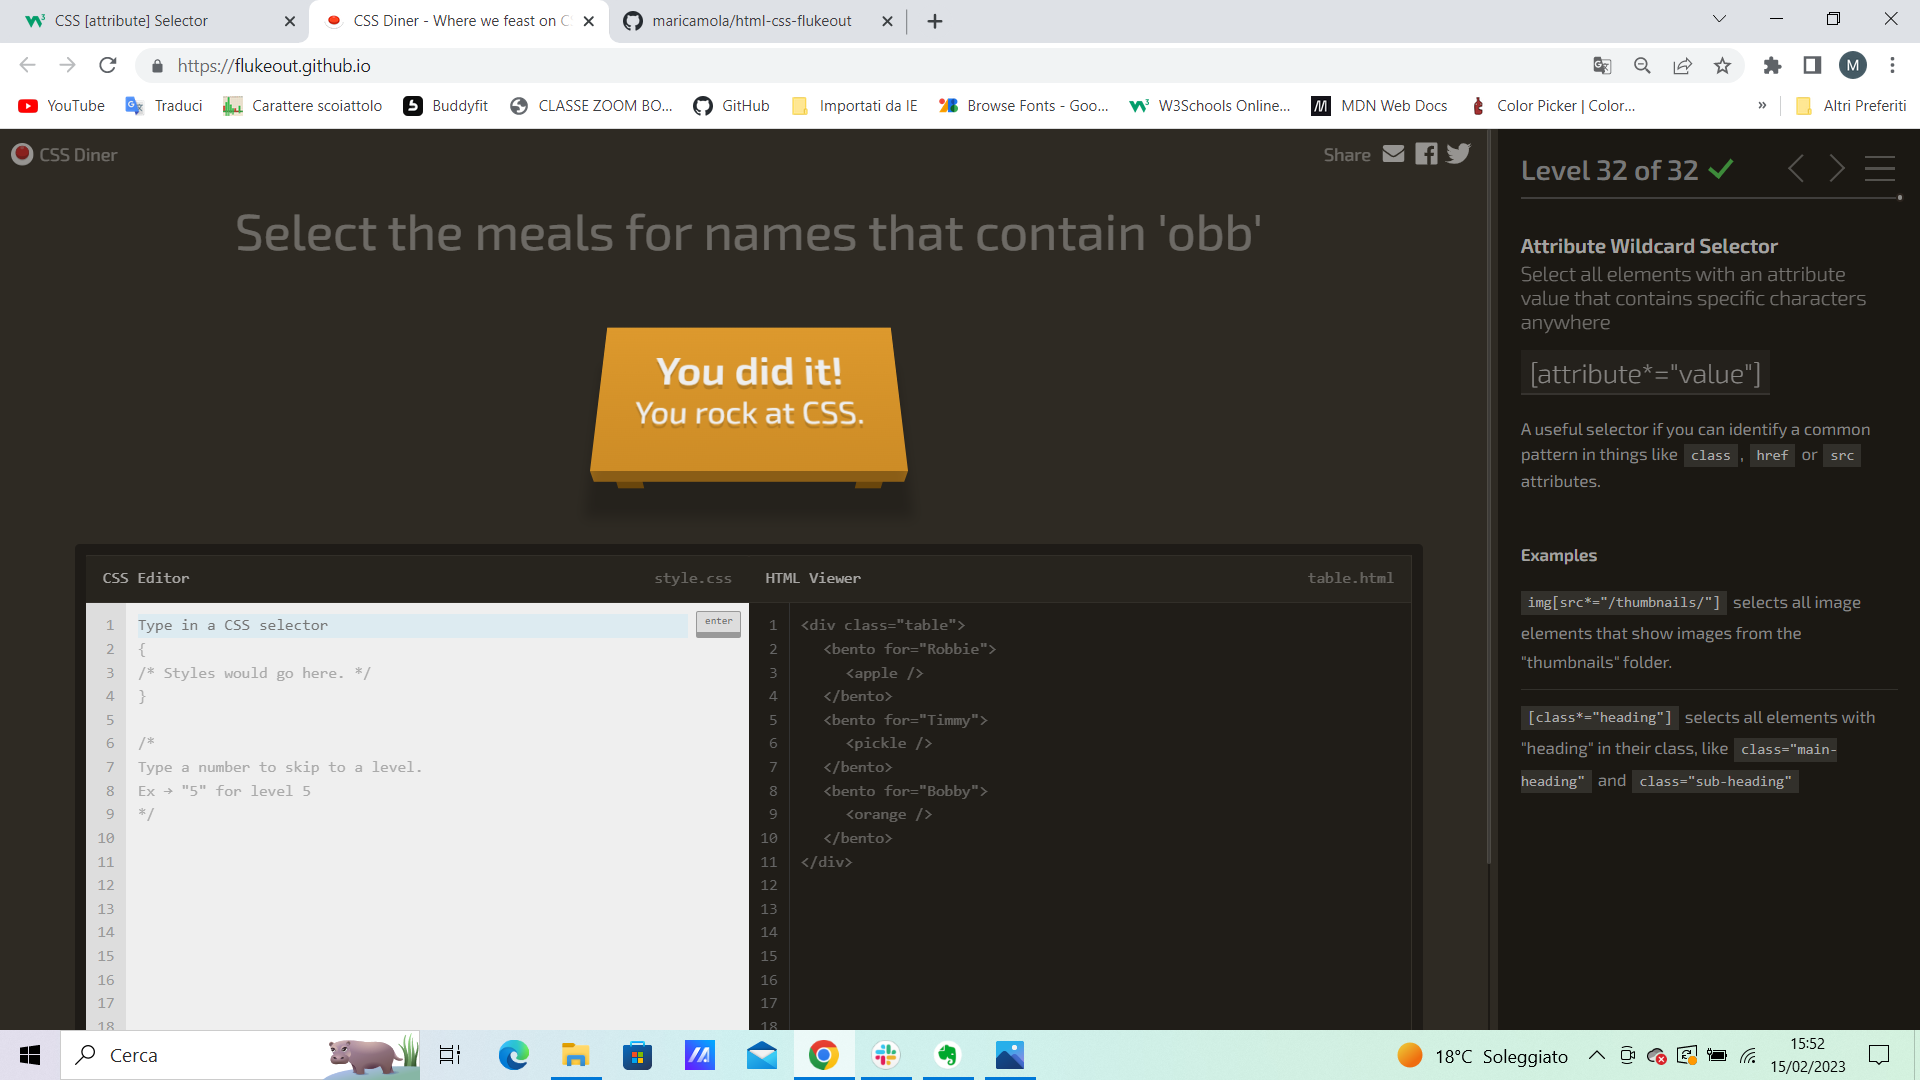 CSS [attribute] Selector
CSS Diner - Where we feast on C
maricamola/html-css-flukeout
https://flukeout.github.io
M
YouTube
Traduci
Carattere scoiattolo
Buddyfit
CLASSE ZOOM BO...
GitHub
Importati da IE
Browse Fonts - Goo...
W3Schools Online...
MDN Web Docs
Color Picker | Color...
»
Altri Preferiti
CSS Diner
Share
Select the meals for names that contain 'obb'
You did it!
You rock at CSS.
CSS Editor
style.css
1 Type in a CSS selector
enter
2 {
3 /* Styles would go here. */
4 }
5
6 /*
7 Type a number to skip to a level.
8 Ex → "5" for level 5
9 */
10
11
12
13
14
15
16
17
18
HTML Viewer
table.html
1 <div class="table">
2 <bento for="Robbie">
3 <apple />
4 </bento>
5 <bento for="Timmy">
6 <pickle />
7 </bento>
8 <bento for="Bobby">
9 <orange />
10 </bento>
11 </div>
12
13
14
15
16
17
18
Level 32 of 32
Attribute Wildcard Selector
Select all elements with an attribute
value that contains specific characters
anywhere
[attribute*="value"]
A useful selector if you can identify a common
pattern in things like class , href or src
attributes.
Examples
img[src*="/thumbnails/"] selects all image
elements that show images from the
"thumbnails" folder.
[class*="heading"] selects all elements with
"heading" in their class, like class="main-
heading" and class="sub-heading"
Cerca
18°C Soleggiato
15:52
15/02/2023